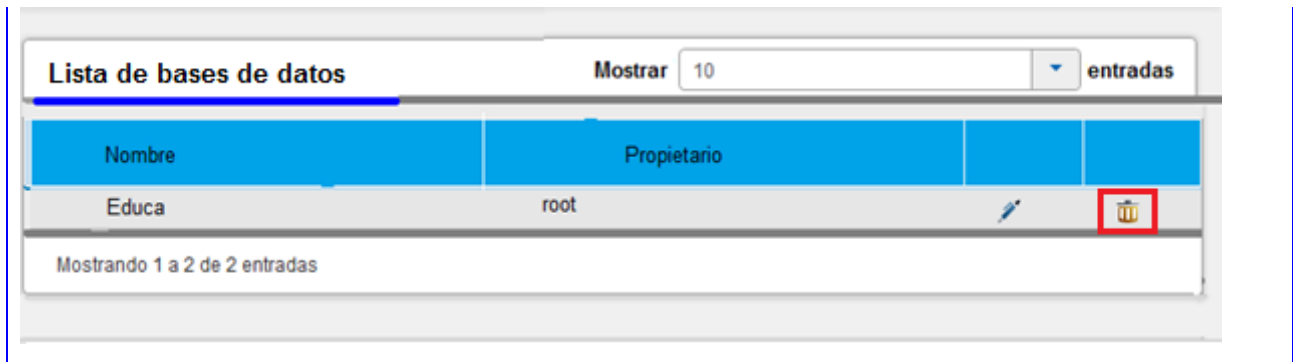 Lista de bases de datos Mostrar 10 entradas
Nombre Propietario
Educa root
Mostrando 1 a 2 de 2 entradas